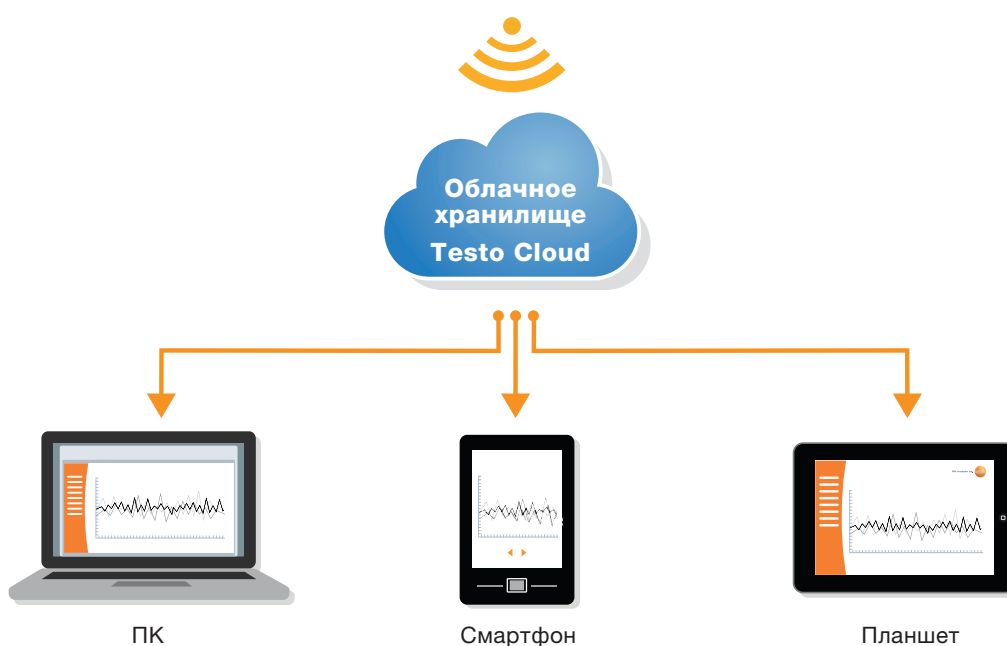 Облачное
хранилище
Testo Cloud
ПК
Смартфон
Планшет